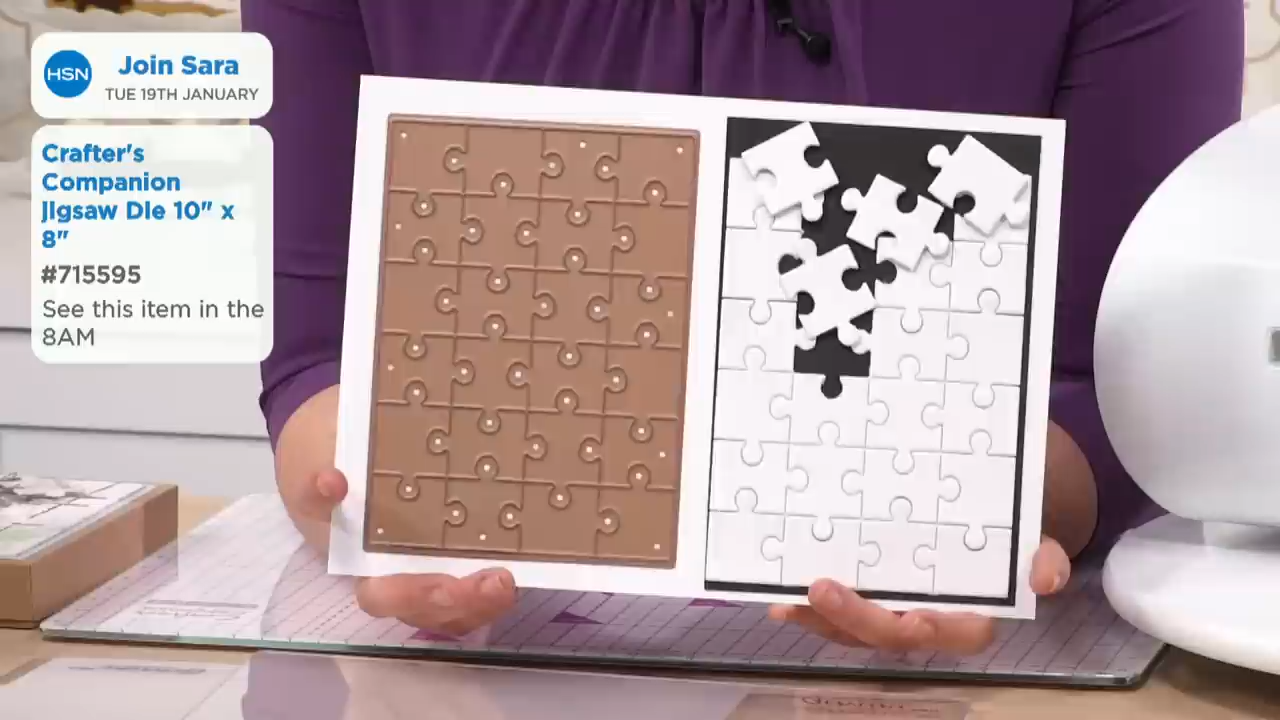 HSN
Join Sara
TUE 19TH JANUARY
Crafter's
Companion
JIgsaw DIe 10" x
8"
#715595
See this item in the
8AM